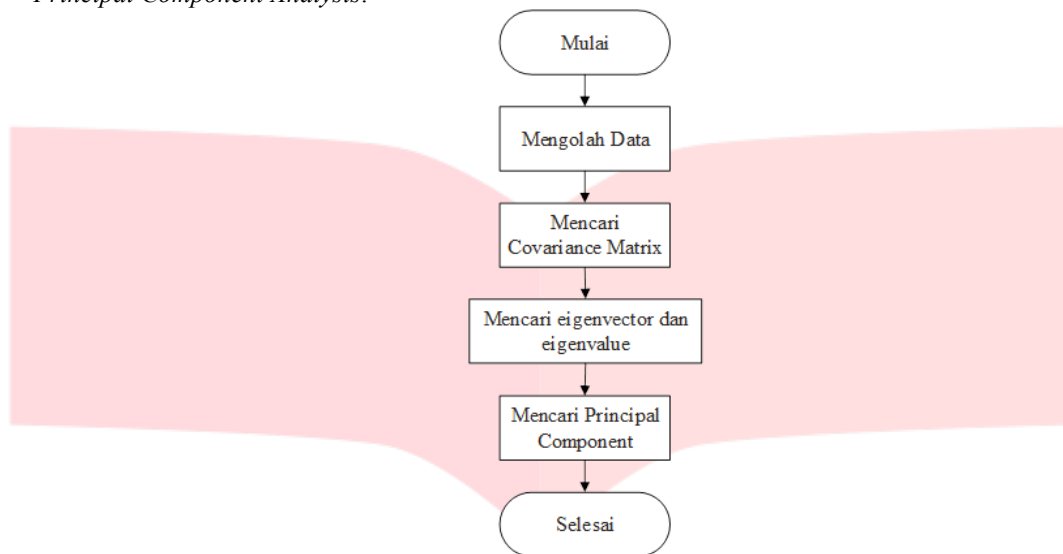 Principal Component Analysis.
Mulai
Mengolah Data
Mencari
Covariance Matrix
Mencari eigenvector dan
eigenvalue
Mencari Principal
Component
Selesai